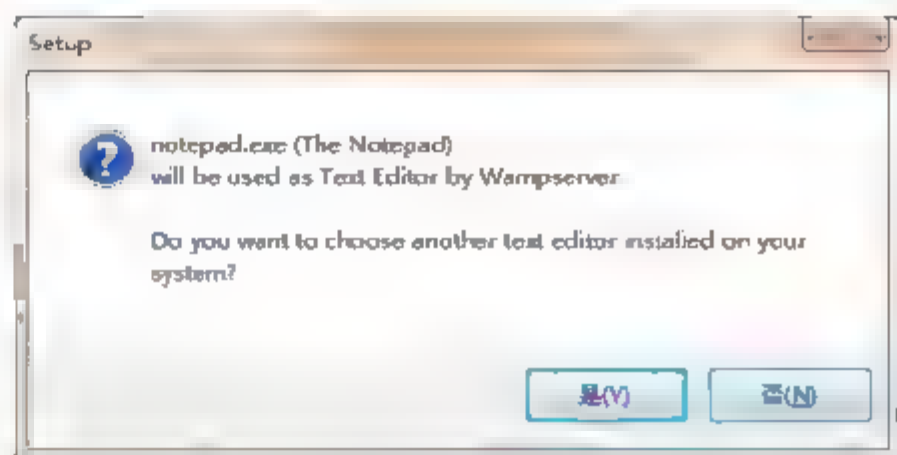 Setup
notepad.exe (The Notepad)
will be used as Text Editor by Wampserver
Do you want to choose another text editor installed on your
system?
是(Y)
否(N)